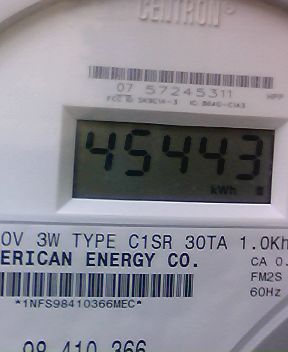 CENTRON®
07 57245311
45443
kWh
0V 3W TYPE C1SR 30TA 1.0Kh
ERICAN ENERGY CO.
CA 0.
FM2S
60Hz
*1NFS98410366MEC*
98 410 366